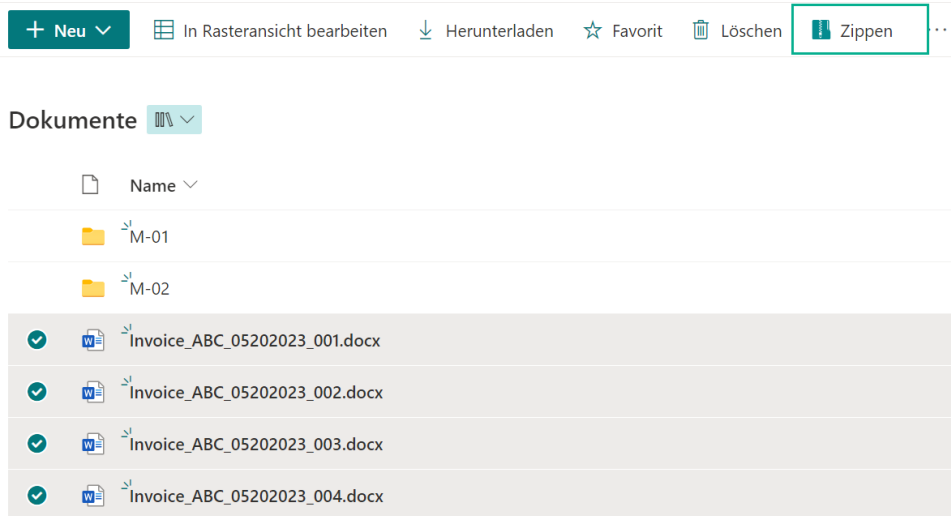 Neu In Rasteransicht bearbeiten Herunterladen Favorit Löschen Zippen ...
Dokumente
Name
M-01
M-02
Invoice_ABC_05202023_001.docx
Invoice_ABC_05202023_002.docx
Invoice_ABC_05202023_003.docx
Invoice_ABC_05202023_004.docx